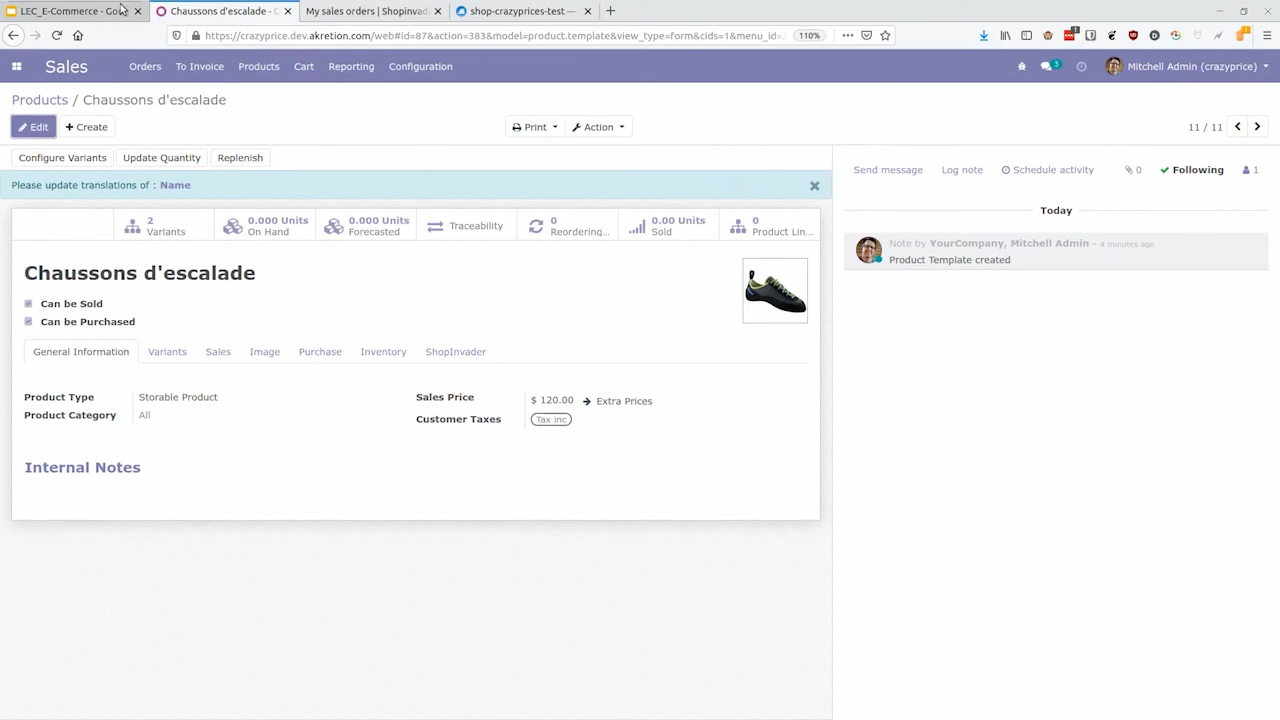 LEC_E-Commerce - Goo
Chaussons d'escalade - O
My sales orders | Shopinvad
shop-crazyprices-test —
https://crazyprice.dev.akretion.com/web#id=87&action=383&model=product.template&view_type=form&cids=1&menu_id=
110%
Sales
Orders
To Invoice
Products
Cart
Reporting
Configuration
3
Mitchell Admin (crazyprice)
Products / Chaussons d'escalade
Edit
Create
Print
Action
11 / 11
Configure Variants
Update Quantity
Replenish
Send message
Log note
Schedule activity
0
Following
1
Please update translations of : Name
2
Variants
0.000 Units
On Hand
0.000 Units
Forecasted
Traceability
0
Reordering...
0.00 Units
Sold
0
Product Lin...
Today
Note by YourCompany, Mitchell Admin - 4 minutes ago
Product Template created
Chaussons d'escalade
Can be Sold
Can be Purchased
General Information
Variants
Sales
Image
Purchase
Inventory
ShopInvader
Product Type
Storable Product
Product Category
All
Sales Price
$ 120.00
Extra Prices
Customer Taxes
Tax inc
Internal Notes